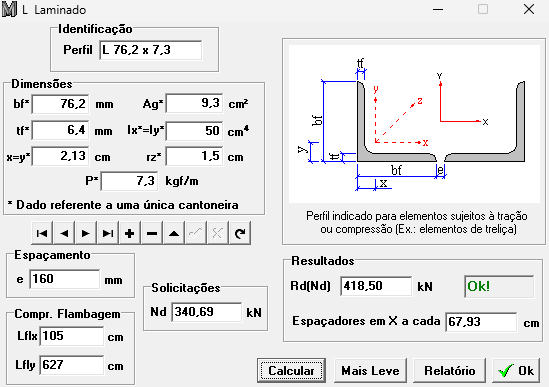 L Laminado
Identificação
Perfil L 76,2 x 7,3
Dimensões
bf* 76,2 mm Ag* 9,3 cm²
tf* 6,4 mm Ix*=Iy* 50 cm⁴
x=y* 2,13 cm rz* 1,5 cm
P* 7,3 kgf/m
* Dado referente a uma única cantoneira
Espaçamento
e 160 mm
Compr. Flambagem
Lflx 105 cm
Lfly 627 cm
Solicitações
Nd 340,69 kN
tf
y
z
x
Y
X
bf
y
tf
bf
e
x
Perfil indicado para elementos sujeitos à tração
ou compressão (Ex.: elementos de treliça)
Resultados
Rd(Nd) 418,50 kN Ok!
Espaçadores em X a cada 67,93 cm
Calcular Mais Leve Relatório Ok